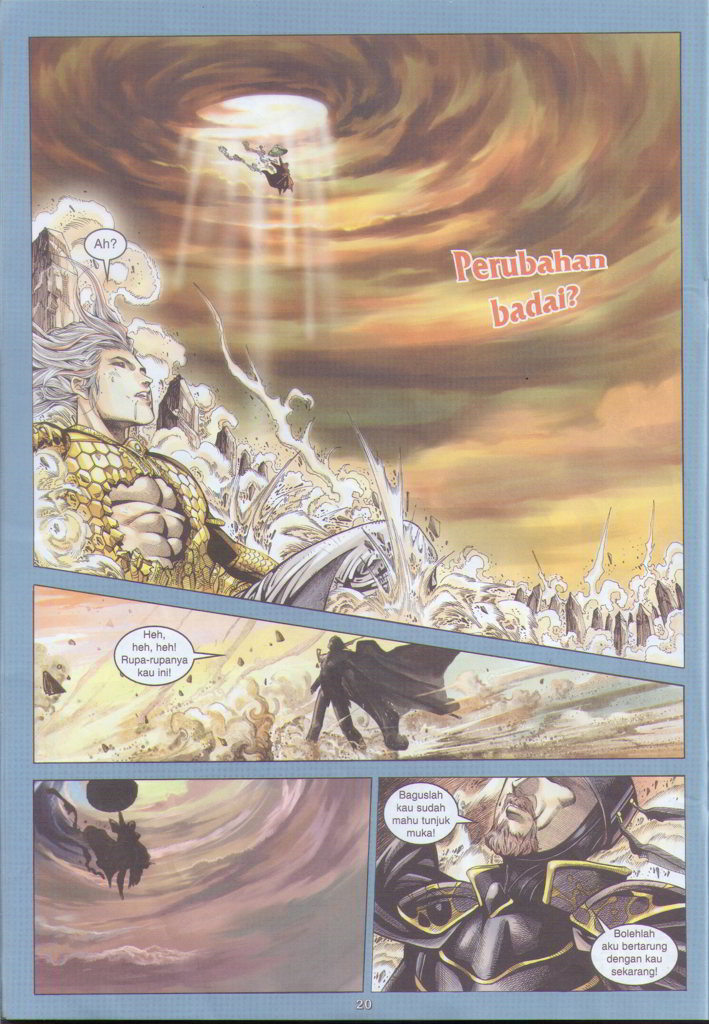 Ah?
Perubahan
badai?
Heh,
heh, heh!
Rupa-rupanya
kau ini!
Baguslah
kau sudah
mahu tunjuk
muka!
Bolehlah
aku bertarung
dengan kau
sekarang!
20